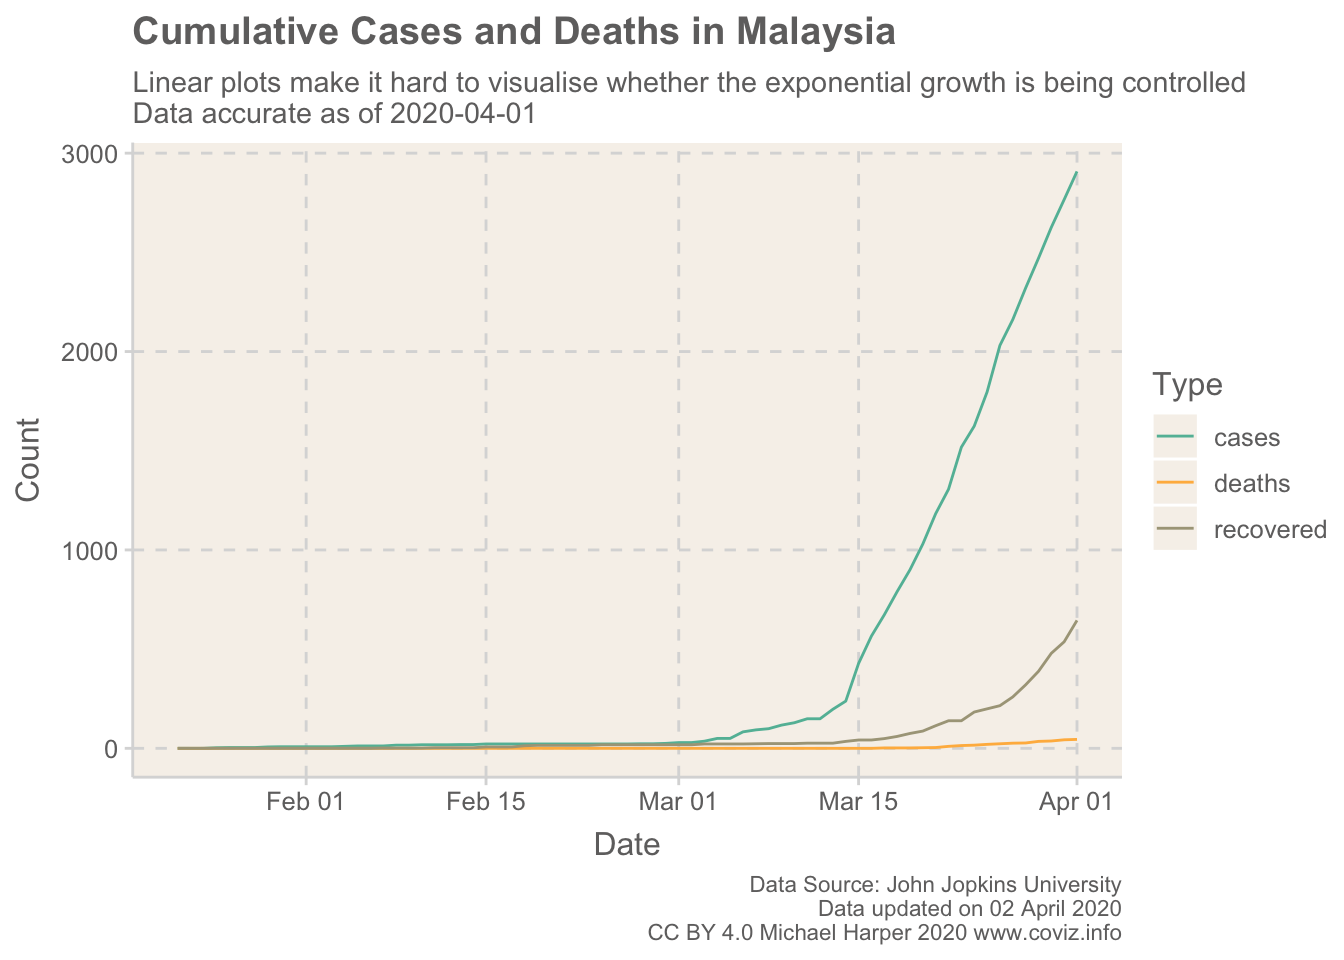 Cumulative Cases and Deaths in Malaysia
Linear plots make it hard to visualise whether the exponential growth is being controlled
Data accurate as of 2020-04-01
3000
2000
1000
0
Count
Feb 01
Feb 15
Mar 01
Mar 15
Apr 01
Date
Type
cases
deaths
recovered
Data Source: John Jopkins University
Data updated on 02 April 2020
CC BY 4.0 Michael Harper 2020 www.coviz.info